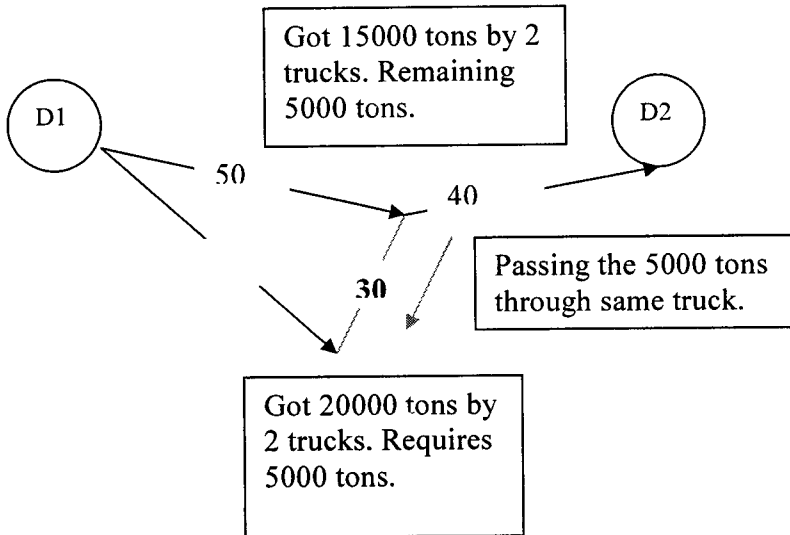 Got 15000 tons by 2
trucks. Remaining
5000 tons.
D1
D2
50
40
Passing the 5000 tons
through same truck.
30
Got 20000 tons by
2 trucks. Requires
5000 tons.